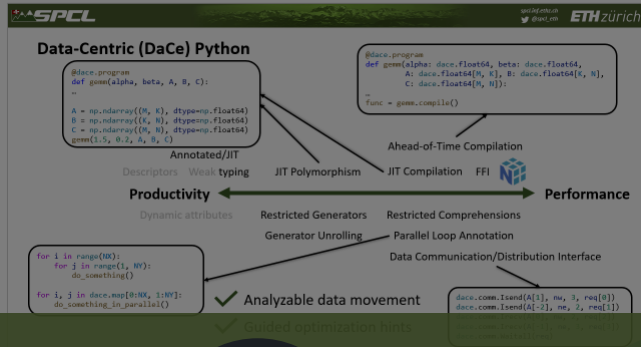 SPCL
spcl.inf.ethz.ch
@spcl_eth
ETH zürich
Data-Centric (DaCe) Python
@dace.program
def gemm(alpha, beta, A, B, C):
…
A = np.ndarray((M, K), dtype=np.float64)
B = np.ndarray((K, N), dtype=np.float64)
C = np.ndarray((M, N), dtype=np.float64)
gemm(1.5, 0.2, A, B, C)
@dace.program
def gemm(alpha: dace.float64, beta: dace.float64,
A: dace.float64[M, K], B: dace.float64[K, N],
C: dace.float64[M, N]):
…
func = gemm.compile()
Ahead-of-Time Compilation
Annotated/JIT
Descriptors Weak typing JIT Polymorphism JIT Compilation FFI
Productivity Performance
Dynamic attributes Restricted Generators Restricted Comprehensions
Generator Unrolling Parallel Loop Annotation
Data Communication/Distribution Interface
for i in range(NX):
for j in range(1, NY):
do_something()
for i, j in dace.map[0:NX, 1:NY]:
do_something_in_parallel()
Analyzable data movement
Guided optimization hints
dace.comm.Isend(A[1], nw, 3, req[0])
dace.comm.Isend(A[-2], ne, 2, req[1])